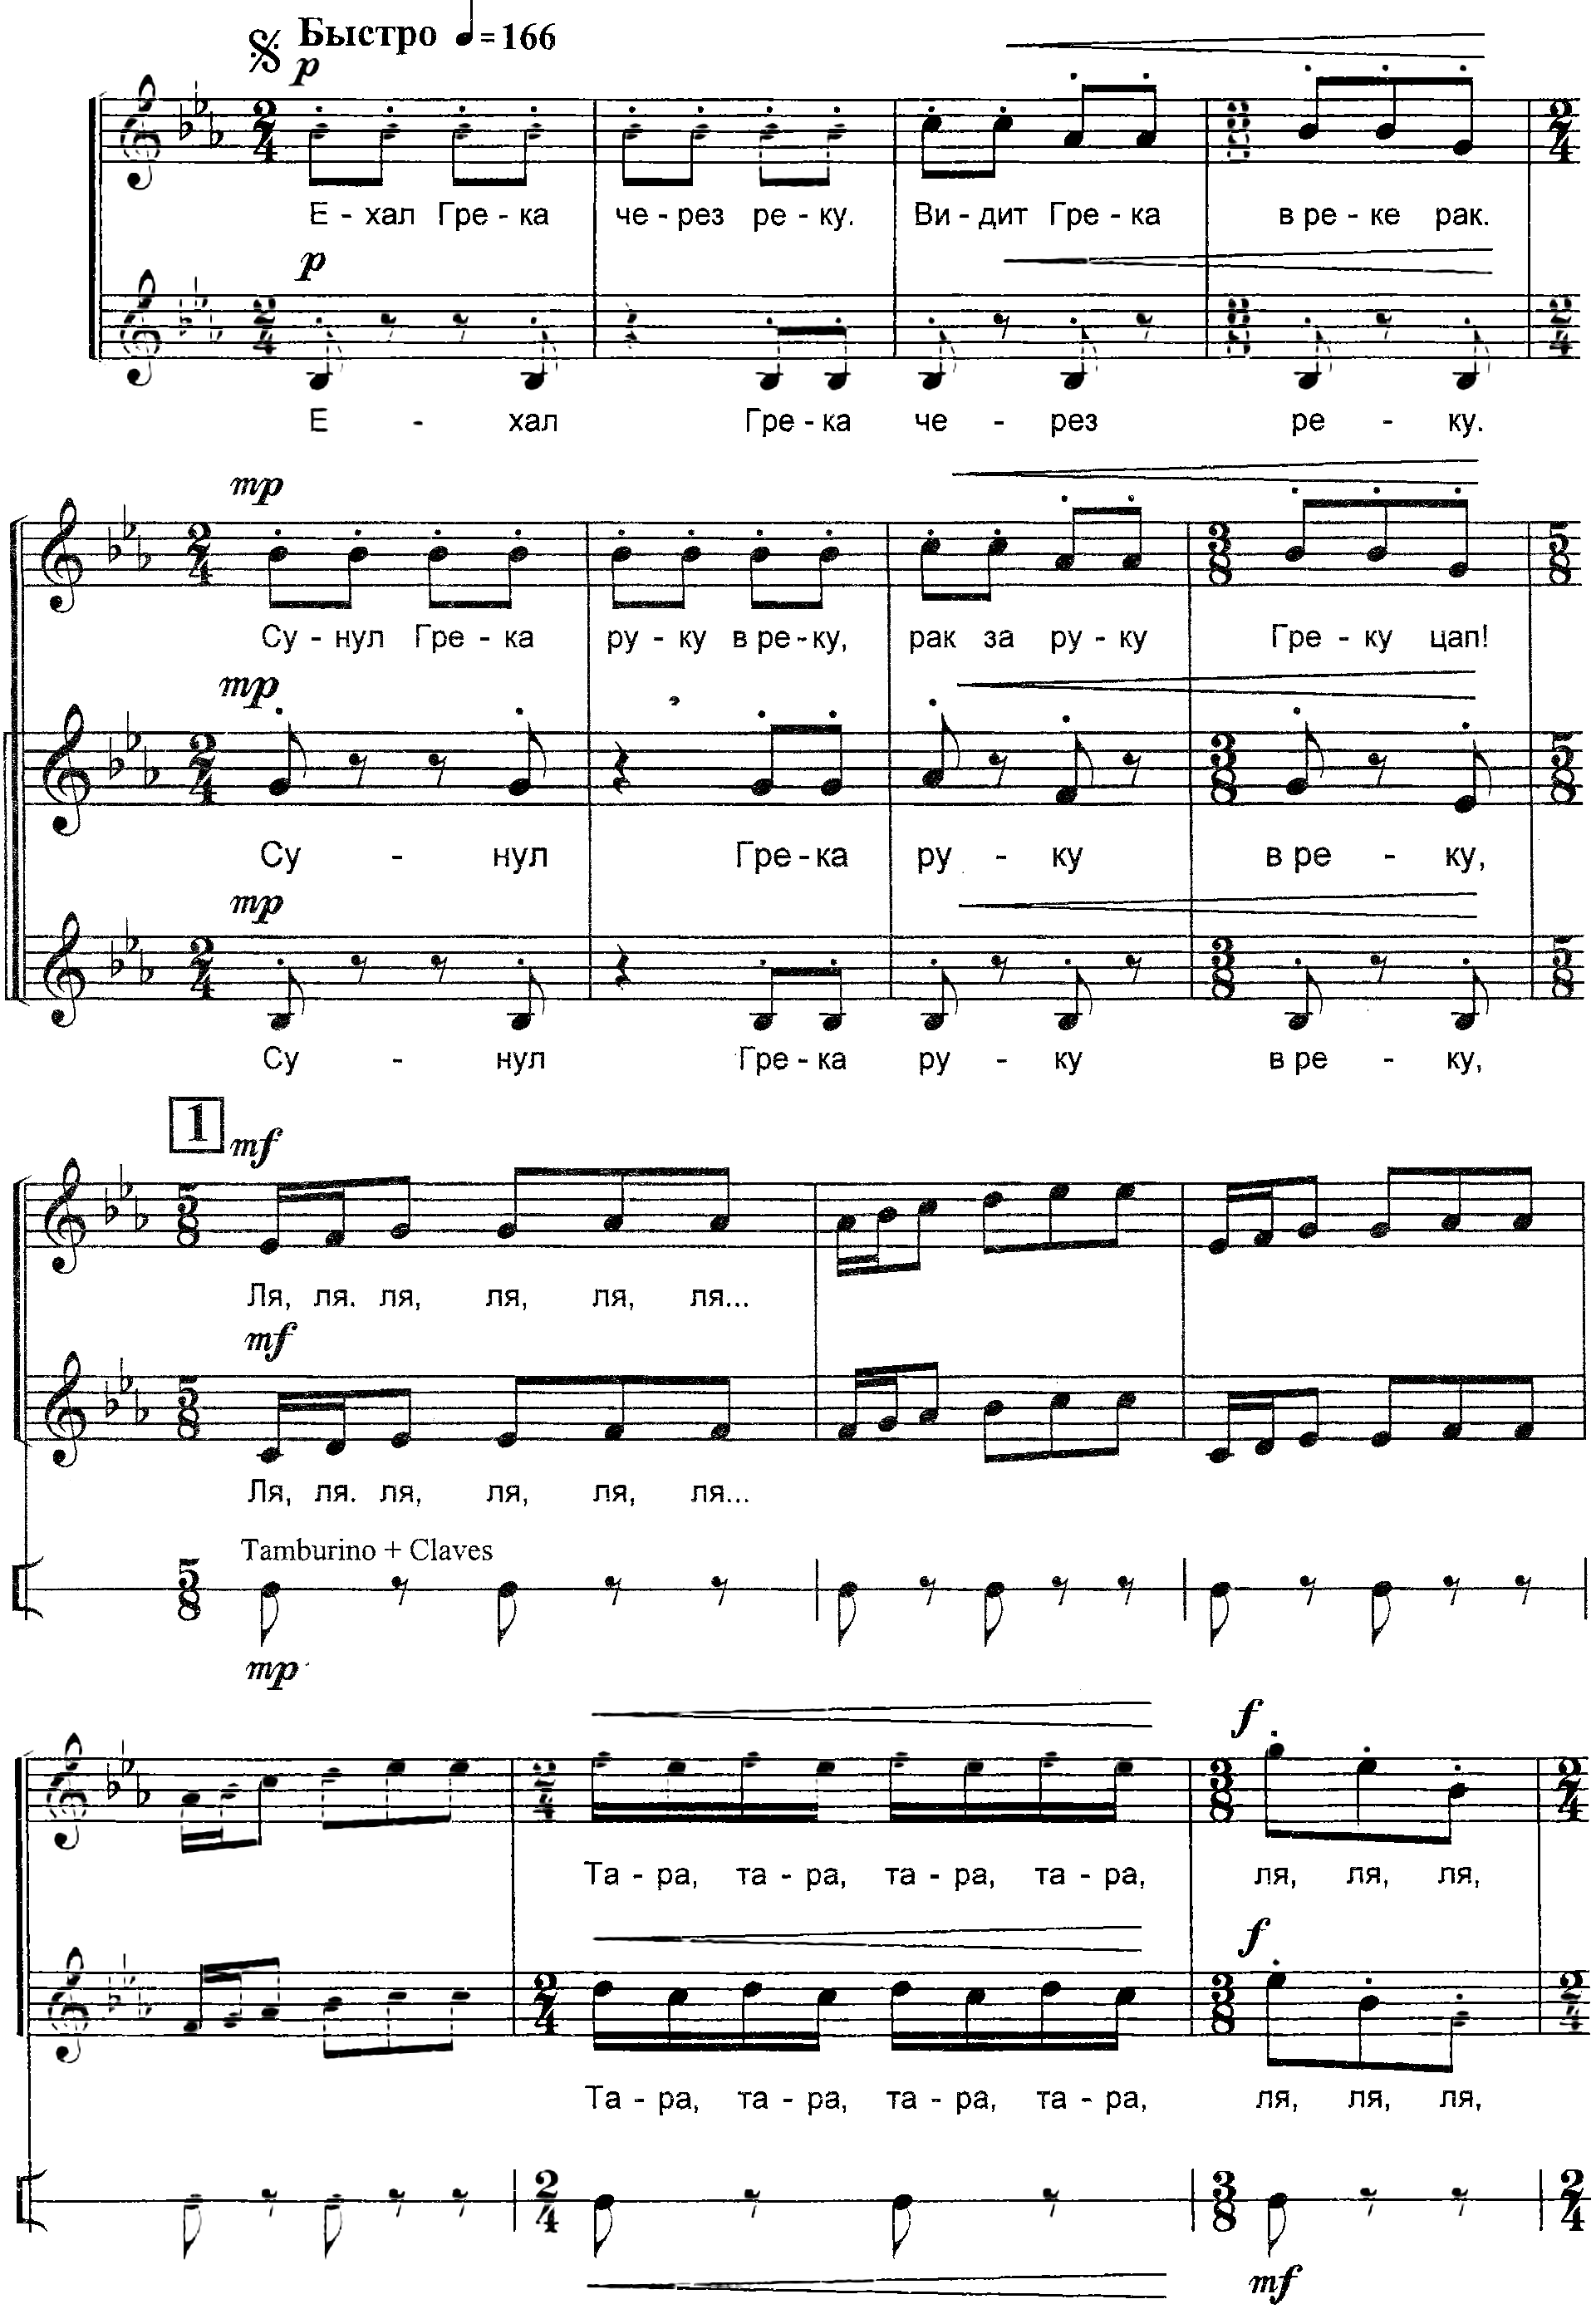 Быстро ♩=166
p
Е - хал Гре - ка че - рез ре - ку. Ви - дит Гре - ка в ре - ке рак.
p
Е - хал Гре - ка че - рез ре - ку.
mp
Су - нул Гре - ка ру - ку в ре - ку, рак за ру - ку Гре - ку цап!
mp
Су - нул Гре - ка ру - ку в ре - ку,
mp
Су - нул Гре - ка ру - ку в ре - ку,
1
mf
Ля, ля. ля, ля, ля, ля...
mf
Ля, ля. ля, ля, ля, ля...
Tamburino + Claves
mp
f
Та - ра, та - ра, та - ра, та - ра, ля, ля, ля,
f
Та - ра, та - ра, та - ра, та - ра, ля, ля, ля,
mf